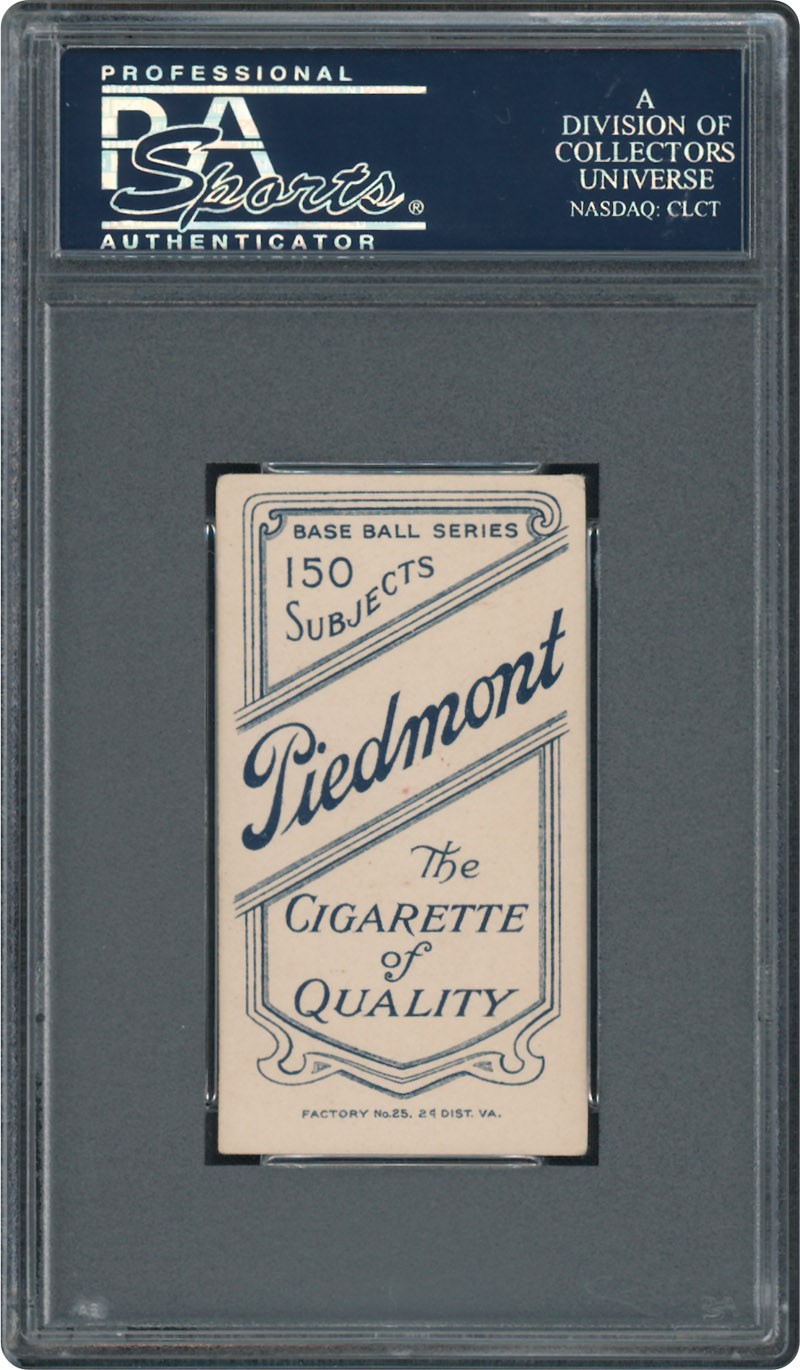 PROFESSIONAL
PSA
Sports®
AUTHENTICATOR
A
DIVISION OF
COLLECTORS
UNIVERSE
NASDAQ: CLCT
BASE BALL SERIES
150
SUBJECTS
Piedmont
The
CIGARETTE
of
QUALITY
FACTORY No.25, 2d DIST. VA.